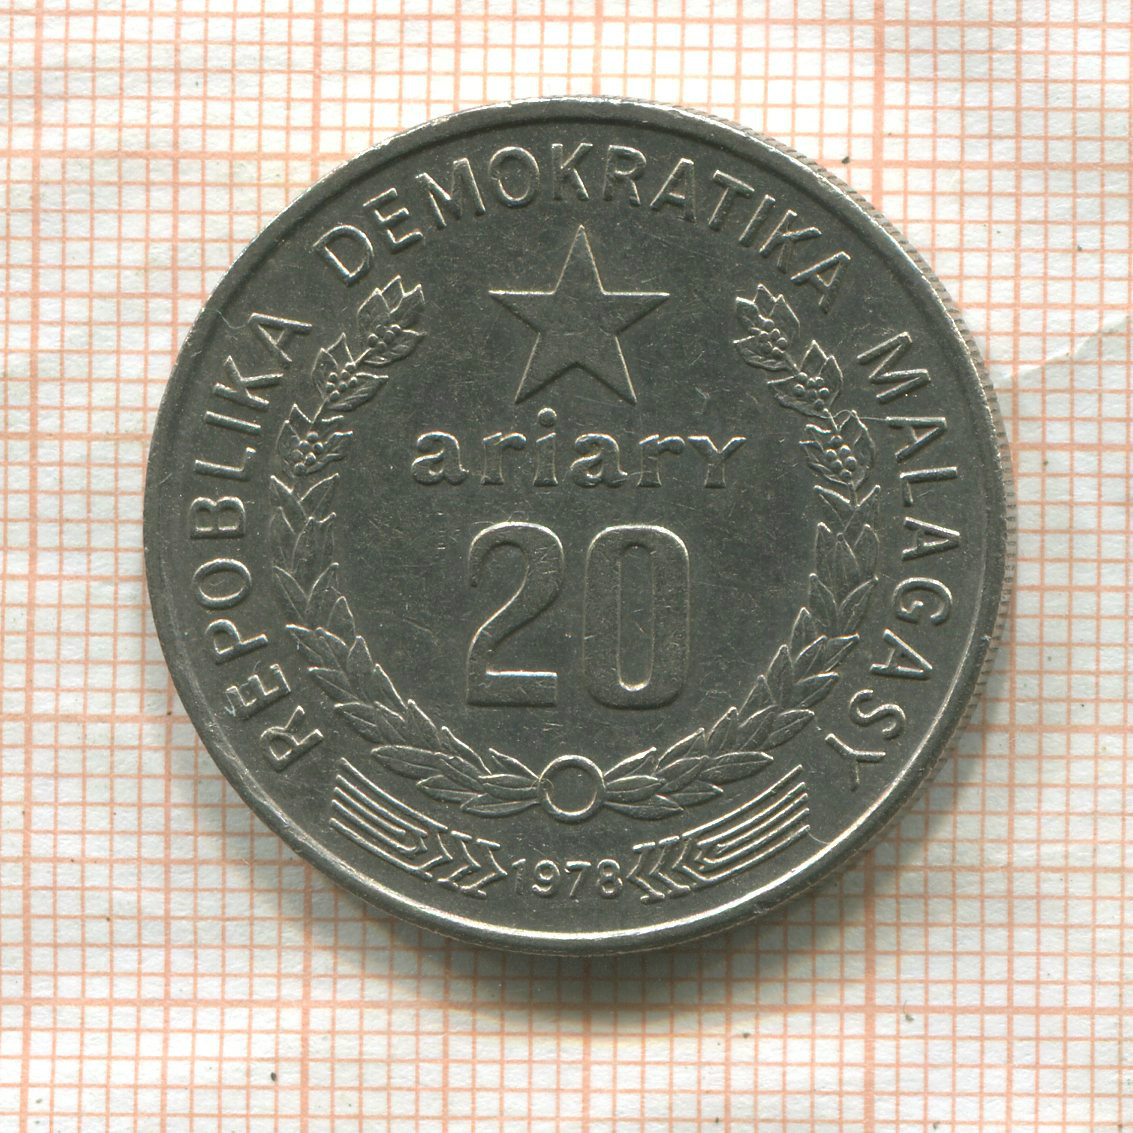 REPOBLIKA DEMOKRATIKA MALAGASY
ariary
20
1978